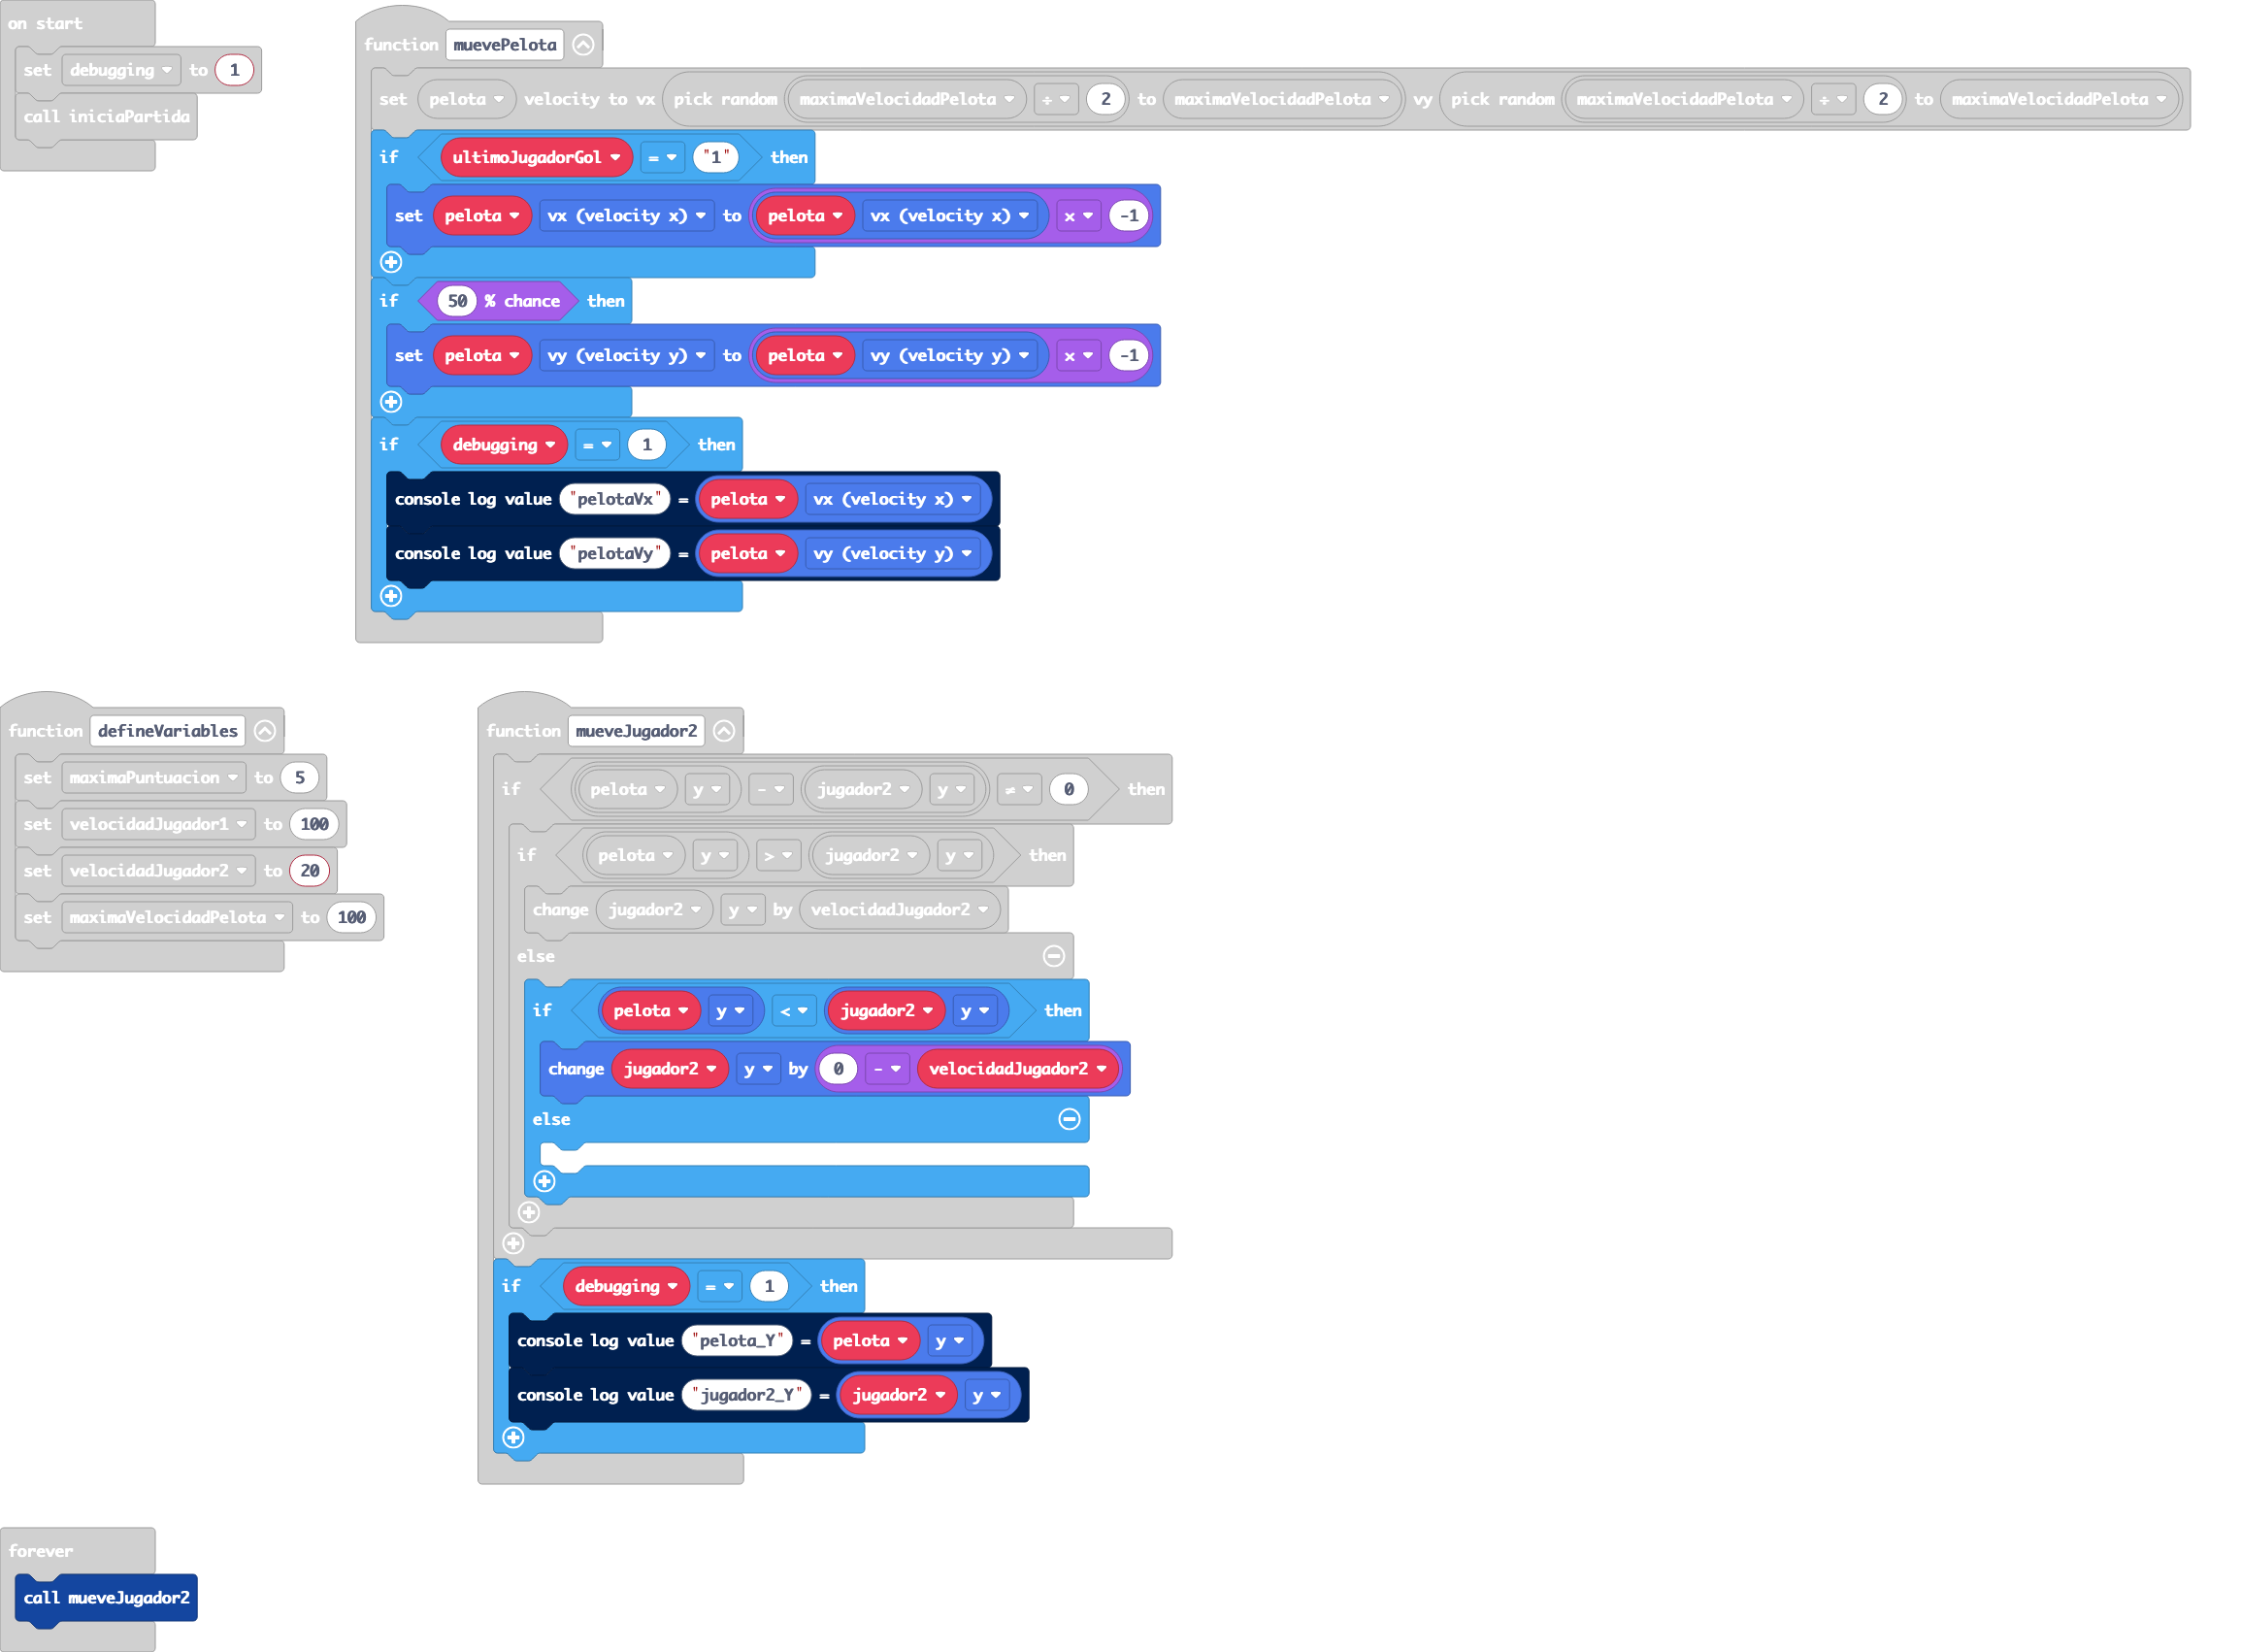 on start
set debugging to 1
call iniciaPartida
function muevePelota
set pelota velocity to vx pick random maximaVelocidadPelota ÷ 2 to maximaVelocidadPelota vy pick random maximaVelocidadPelota ÷ 2 to maximaVelocidadPelota
if ultimoJugadorGol = "1" then
set pelota vx (velocity x) to pelota vx (velocity x) x -1
if 50 % chance then
set pelota vy (velocity y) to pelota vy (velocity y) x -1
if debugging = 1 then
console log value "pelotaVx" = pelota vx (velocity x)
console log value "pelotaVy" = pelota vy (velocity y)
function defineVariables
set maximaPuntuacion to 5
set velocidadJugador1 to 100
set velocidadJugador2 to 20
set maximaVelocidadPelota to 100
function mueveJugador2
if pelota y - jugador2 y ≠ 0 then
if pelota y > jugador2 y then
change jugador2 y by velocidadJugador2
else
if pelota y < jugador2 y then
change jugador2 y by 0 - velocidadJugador2
else
if debugging = 1 then
console log value "pelota_Y" = pelota y
console log value "jugador2_Y" = jugador2 y
forever
call mueveJugador2